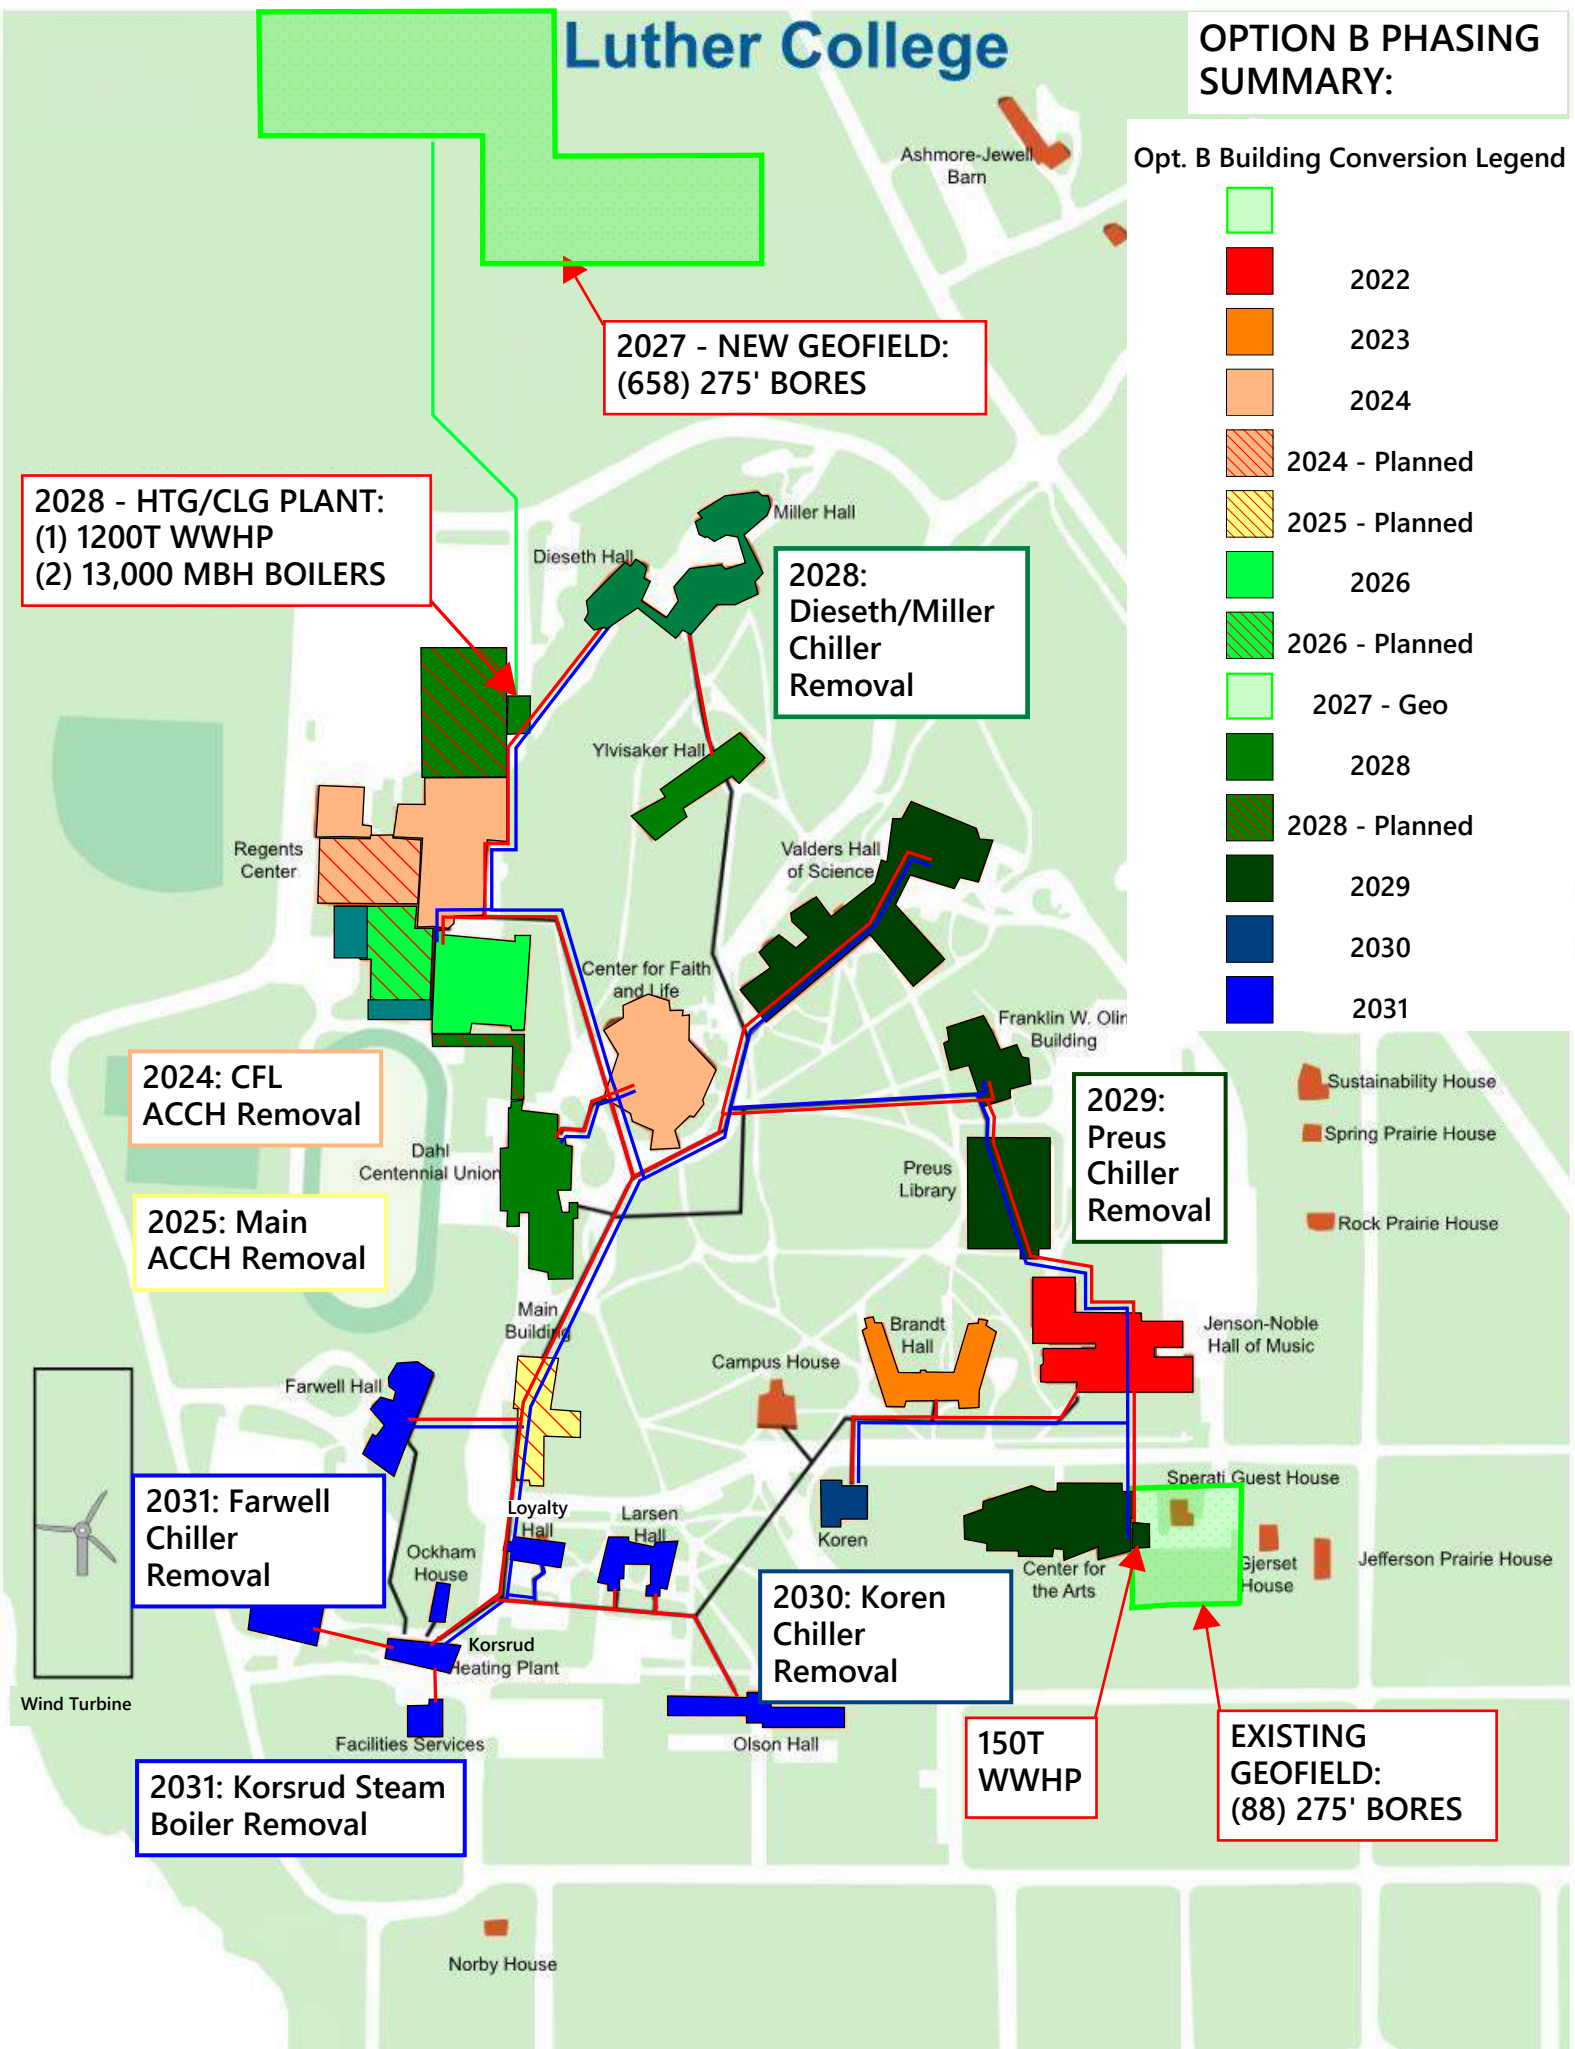 Luther College
OPTION B PHASING
SUMMARY:
Opt. B Building Conversion Legend
2022
2023
2024
2024 - Planned
2025 - Planned
2026
2026 - Planned
2027 - Geo
2028
2028 - Planned
2029
2030
2031
Ashmore-Jewell
Barn
2027 - NEW GEOFIELD:
(658) 275' BORES
2028 - HTG/CLG PLANT:
(1) 1200T WWHP
(2) 13,000 MBH BOILERS
Miller Hall
Dieseth Hall
2028:
Dieseth/Miller
Chiller
Removal
Ylvisaker Hall
Regents
Center
Valders Hall
of Science
Center for Faith
and Life
Franklin W. Olin
Building
2024: CFL
ACCH Removal
Dahl
Centennial Union
2025: Main
ACCH Removal
Preus
Library
2029:
Preus
Chiller
Removal
Sustainability House
Spring Prairie House
Rock Prairie House
Main
Building
Brandt
Hall
Jenson-Noble
Hall of Music
Campus House
Farwell Hall
2031: Farwell
Chiller
Removal
Loyalty
Hall
Larsen
Hall
Ockham
House
Koren
Sperati Guest House
Center for
the Arts
Gjerset
House
Jefferson Prairie House
2030: Koren
Chiller
Removal
Korsrud
Heating Plant
Wind Turbine
Facilities Services
Olson Hall
2031: Korsrud Steam
Boiler Removal
150T
WWHP
EXISTING
GEOFIELD:
(88) 275' BORES
Norby House